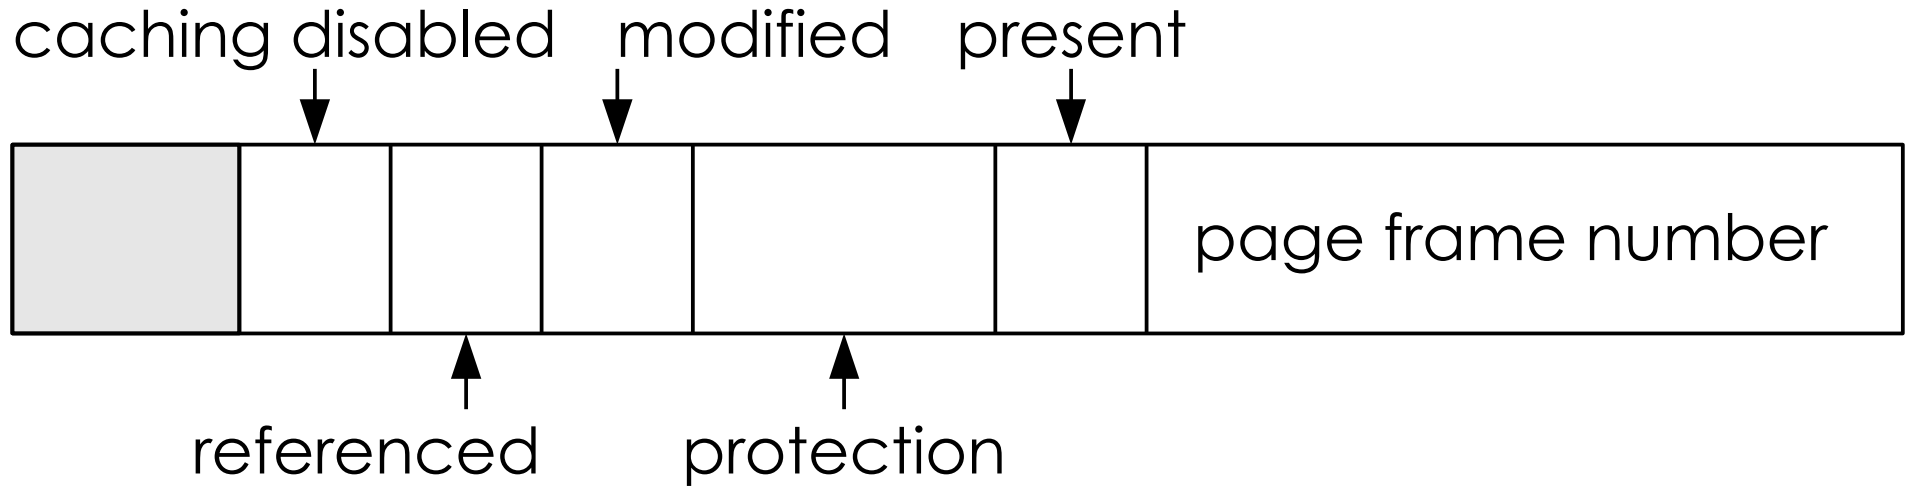 caching disabled
modified
present
page frame number
referenced
protection